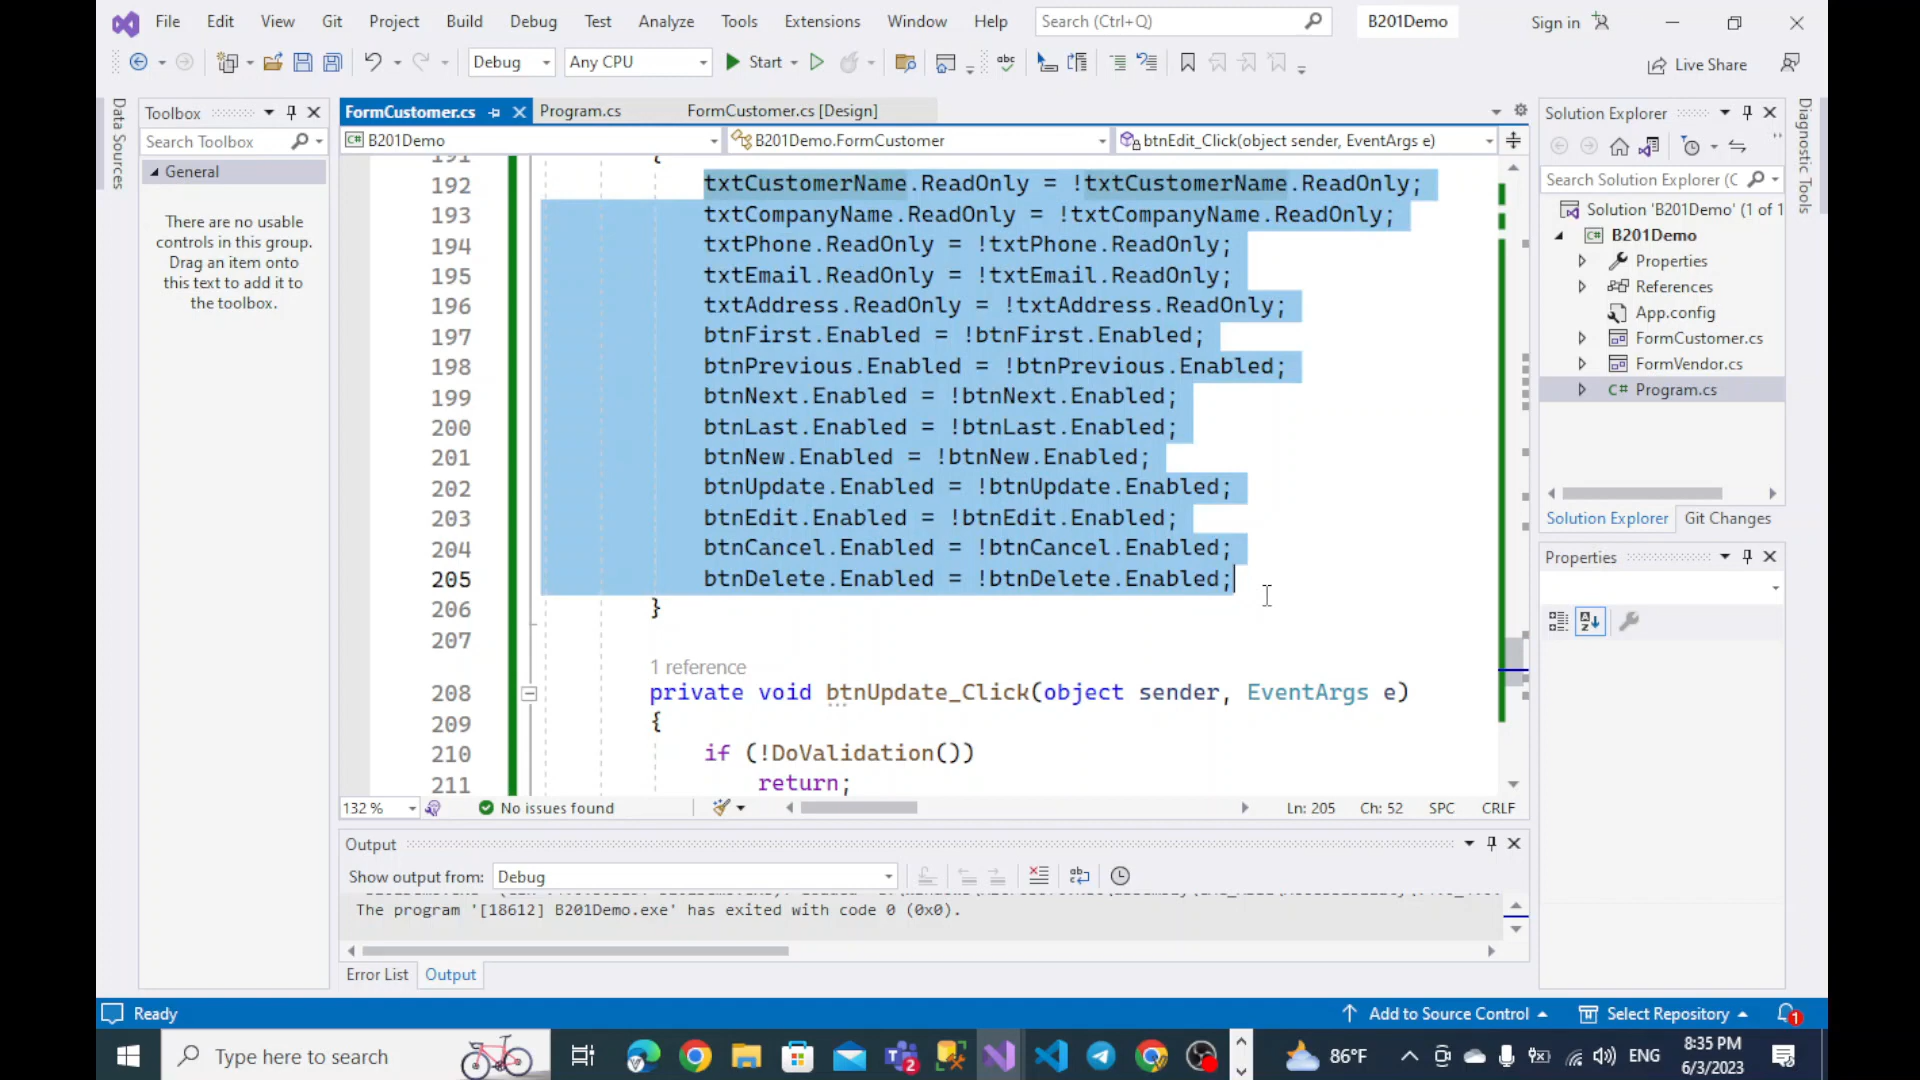 File Edit View Git Project Build Debug Test Analyze Tools Extensions Window Help Search (Ctrl+Q) B201Demo Sign in
Debug Any CPU Start Live Share
Data Sources
Toolbox
Search Toolbox
General
There are no usable
controls in this group.
Drag an item onto
this text to add it to
the toolbox.
FormCustomer.cs Program.cs FormCustomer.cs [Design]
B201Demo B201Demo.FormCustomer btnEdit_Click(object sender, EventArgs e)
191 {
192 txtCustomerName.ReadOnly = !txtCustomerName.ReadOnly;
193 txtCompanyName.ReadOnly = !txtCompanyName.ReadOnly;
194 txtPhone.ReadOnly = !txtPhone.ReadOnly;
195 txtEmail.ReadOnly = !txtEmail.ReadOnly;
196 txtAddress.ReadOnly = !txtAddress.ReadOnly;
197 btnFirst.Enabled = !btnFirst.Enabled;
198 btnPrevious.Enabled = !btnPrevious.Enabled;
199 btnNext.Enabled = !btnNext.Enabled;
200 btnLast.Enabled = !btnLast.Enabled;
201 btnNew.Enabled = !btnNew.Enabled;
202 btnUpdate.Enabled = !btnUpdate.Enabled;
203 btnEdit.Enabled = !btnEdit.Enabled;
204 btnCancel.Enabled = !btnCancel.Enabled;
205 btnDelete.Enabled = !btnDelete.Enabled;
206 }
207
1 reference
208 private void btnUpdate_Click(object sender, EventArgs e)
209 {
210 if (!DoValidation())
211 return;
132 % No issues found Ln: 205 Ch: 52 SPC CRLF
Output
Show output from: Debug
The program '[18612] B201Demo.exe' has exited with code 0 (0x0).
Error List Output
Solution Explorer
Search Solution Explorer (C
Solution 'B201Demo' (1 of 1
C# B201Demo
Properties
References
App.config
FormCustomer.cs
FormVendor.cs
C# Program.cs
Solution Explorer Git Changes
Properties
Diagnostic Tools
Ready Add to Source Control Select Repository 1
Type here to search 2 86°F ENG 8:35 PM
6/3/2023